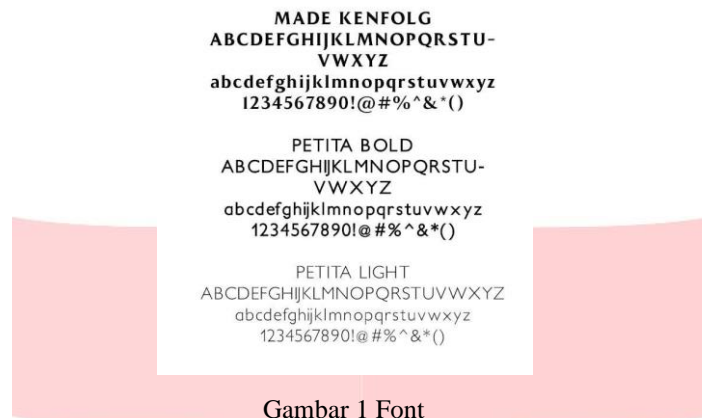 MADE KENFOLG
ABCDEFGHIJKLMNOPQRSTU-
VWXYZ
abcdefghijklmnopqrstuvwxyz
1234567890!@#%^&*()
PETITA BOLD
ABCDEFGHIJKLMNOPQRSTU-
VWXYZ
abcdefghijklmnopqrstuvwxyz
1234567890!@#%^&*()
PETITA LIGHT
ABCDEFGHIJKLMNOPQRSTUVWXYZ
abcdefghijklmnopqrstuvwxyz
1234567890!@#%^&*()
Gambar 1 Font